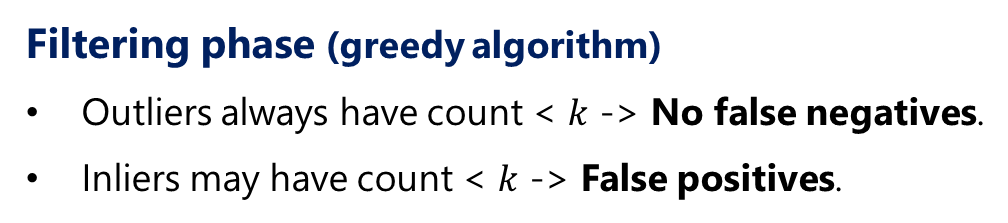 Filtering phase (greedy algorithm)
• Outliers always have count < k -> No false negatives.
• Inliers may have count < k -> False positives.